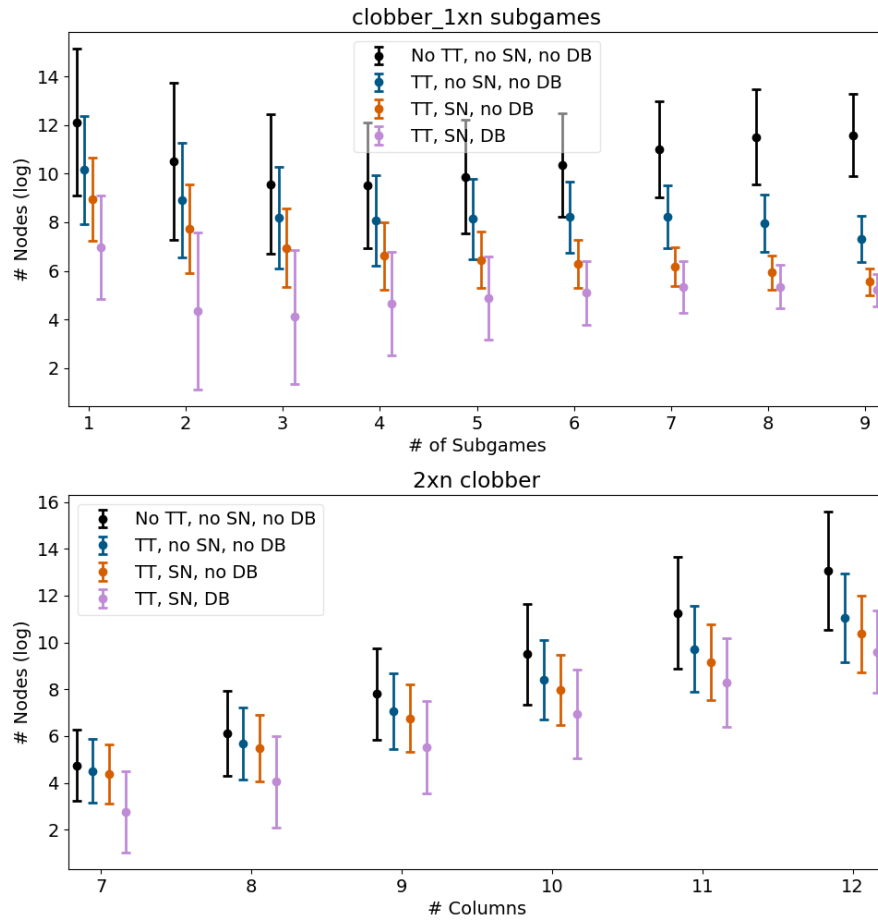 clobber_1xn subgames
No TT, no SN, no DB
TT, no SN, no DB
TT, SN, no DB
TT, SN, DB
# Nodes (log)
14
12
10
8
6
4
2
1 2 3 4 5 6 7 8 9
# of Subgames
2xn clobber
No TT, no SN, no DB
TT, no SN, no DB
TT, SN, no DB
TT, SN, DB
# Nodes (log)
16
14
12
10
8
6
4
2
7 8 9 10 11 12
# Columns